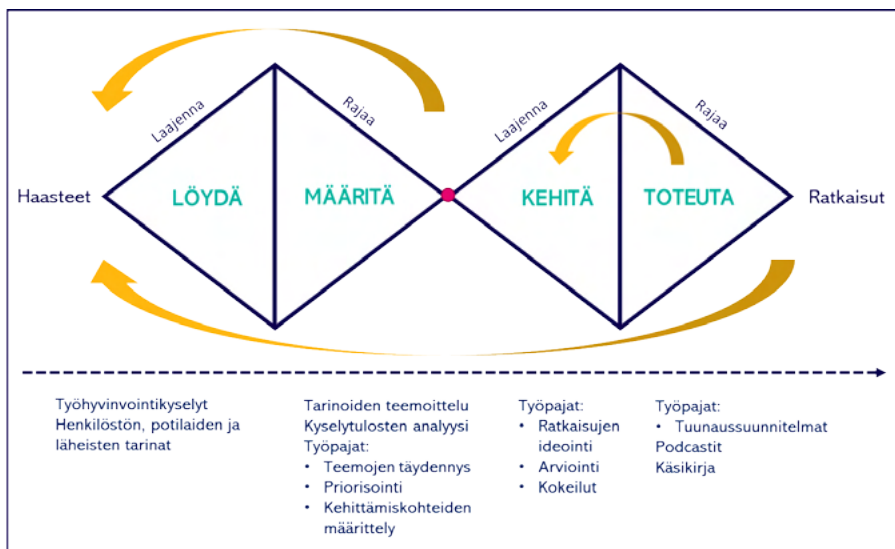 Laajenna
Rajaa
Laajenna
Rajaa
Haasteet
LÖYDÄ
MÄÄRITÄ
KEHITÄ
TOTEUTA
Ratkaisut
Työhyvinvointikyselyt
Henkilöstön, potilaiden ja
läheisten tarinat
Tarinoiden teemoittelu
Kyselytulosten analyysi
Työpajat:
• Teemojen täydennys
• Priorisointi
• Kehittämiskohteiden
määrittely
Työpajat:
• Ratkaisujen
ideointi
• Arviointi
• Kokeilut
Työpajat:
• Tuunaussuunnitelmat
Podcastit
Käsikirja